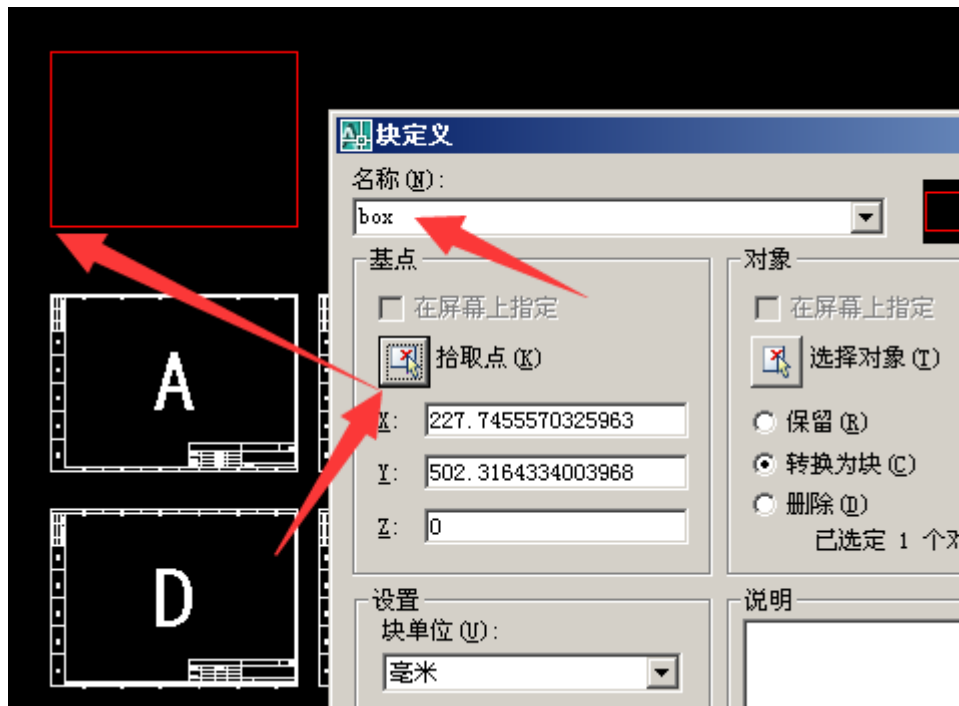 块定义
名称(N):
box
基点
在屏幕上指定
拾取点(K)
X: 227.7455570325963
Y: 502.3164334003968
Z: 0
对象
在屏幕上指定
选择对象(T)
保留(R)
转换为块(C)
删除(D)
已选定 1 个
设置
块单位(U):
毫米
说明
A
D